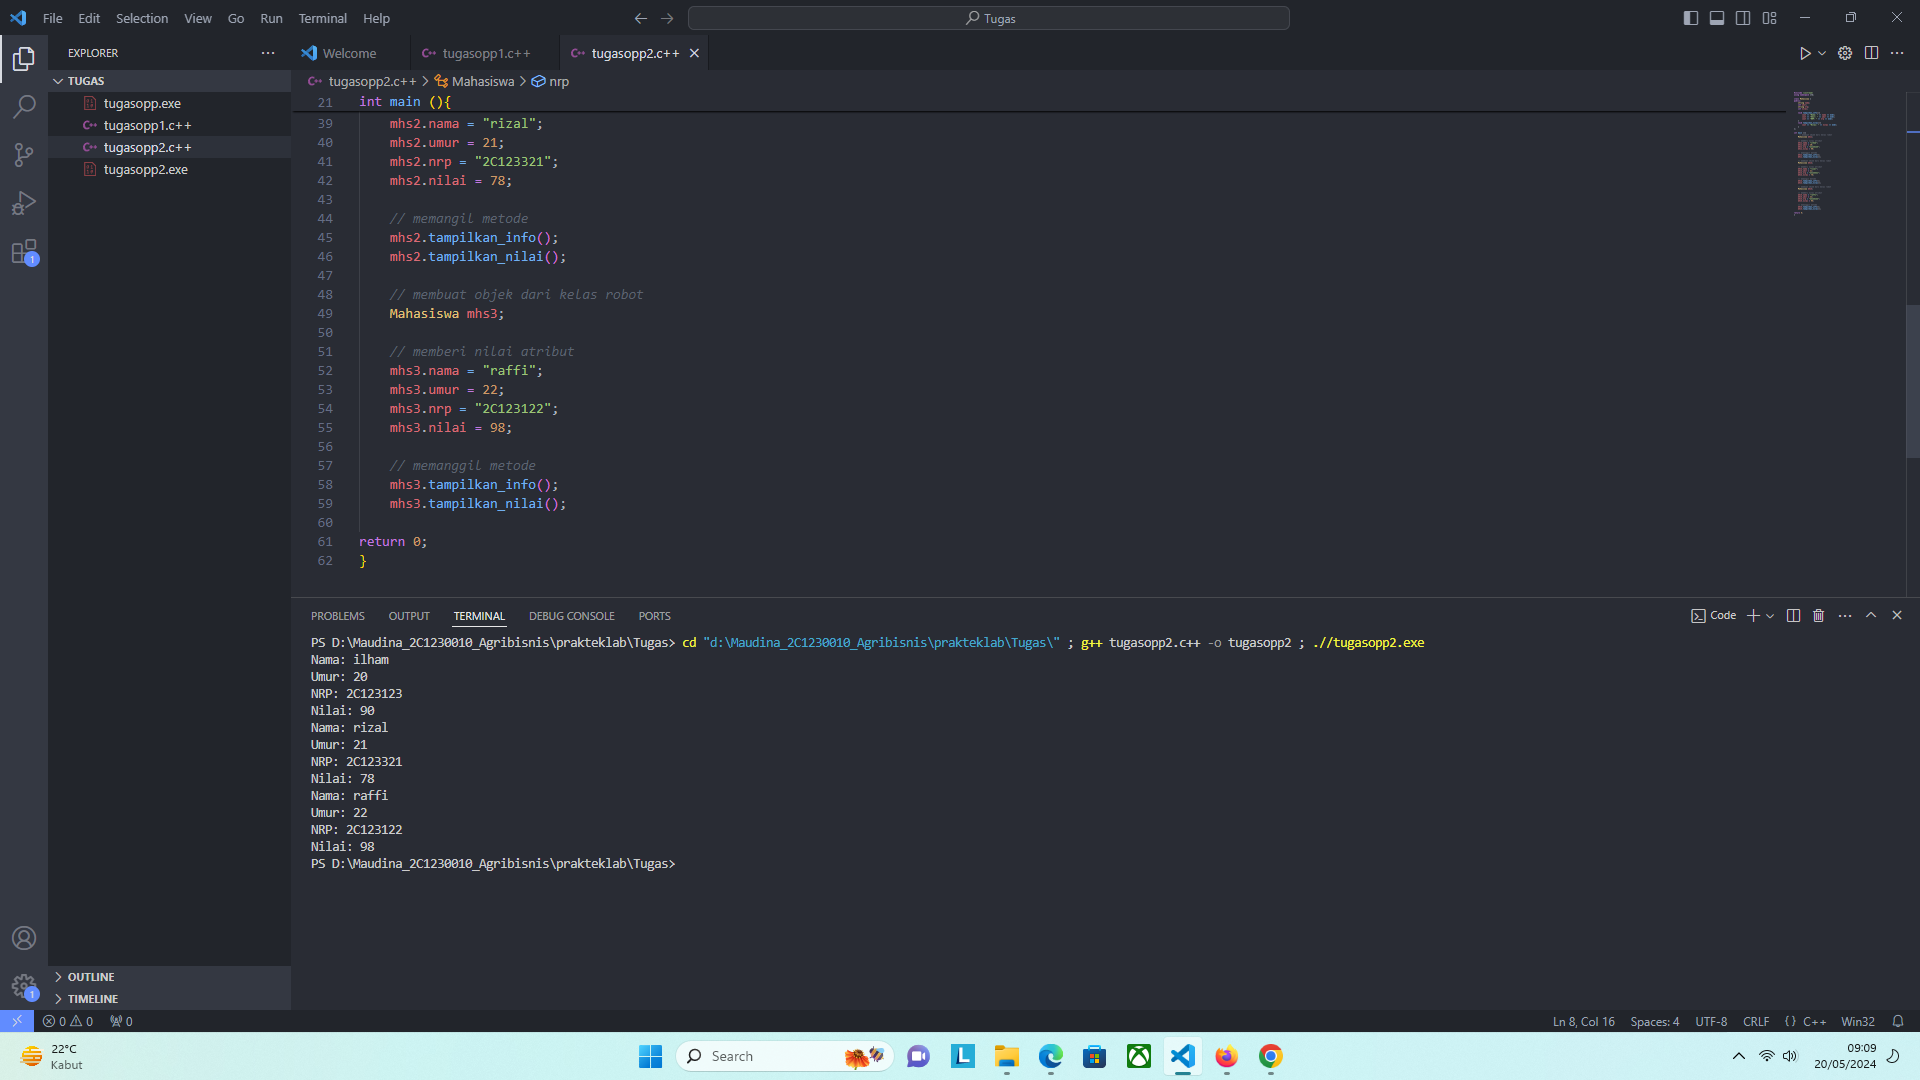 File Edit Selection View Go Run Terminal Help
Tugas
EXPLORER
TUGAS
tugasopp.exe
tugasopp1.c++
tugasopp2.c++
tugasopp2.exe
OUTLINE
TIMELINE
Welcome
tugasopp1.c++
tugasopp2.c++
tugasopp2.c++ > Mahasiswa > nrp
21 int main (){
39 mhs2.nama = "rizal";
40 mhs2.umur = 21;
41 mhs2.nrp = "2C123321";
42 mhs2.nilai = 78;
43
44 // memangil metode
45 mhs2.tampilkan_info();
46 mhs2.tampilkan_nilai();
47
48 // membuat objek dari kelas robot
49 Mahasiswa mhs3;
50
51 // memberi nilai atribut
52 mhs3.nama = "raffi";
53 mhs3.umur = 22;
54 mhs3.nrp = "2C123122";
55 mhs3.nilai = 98;
56
57 // memanggil metode
58 mhs3.tampilkan_info();
59 mhs3.tampilkan_nilai();
60
61 return 0;
62 }
PROBLEMS OUTPUT TERMINAL DEBUG CONSOLE PORTS
Code
PS D:\Maudina_2C1230010_Agribisnis\prakteklab\Tugas> cd "d:\Maudina_2C1230010_Agribisnis\prakteklab\Tugas\" ; g++ tugasopp2.c++ -o tugasopp2 ; .//tugasopp2.exe
Nama: ilham
Umur: 20
NRP: 2C123123
Nilai: 90
Nama: rizal
Umur: 21
NRP: 2C123321
Nilai: 78
Nama: raffi
Umur: 22
NRP: 2C123122
Nilai: 98
PS D:\Maudina_2C1230010_Agribisnis\prakteklab\Tugas>
1
1
0 0 0
Ln 8, Col 16 Spaces: 4 UTF-8 CRLF {} C++ Win32
22°C
Kabut
Search
L
09:09
20/05/2024